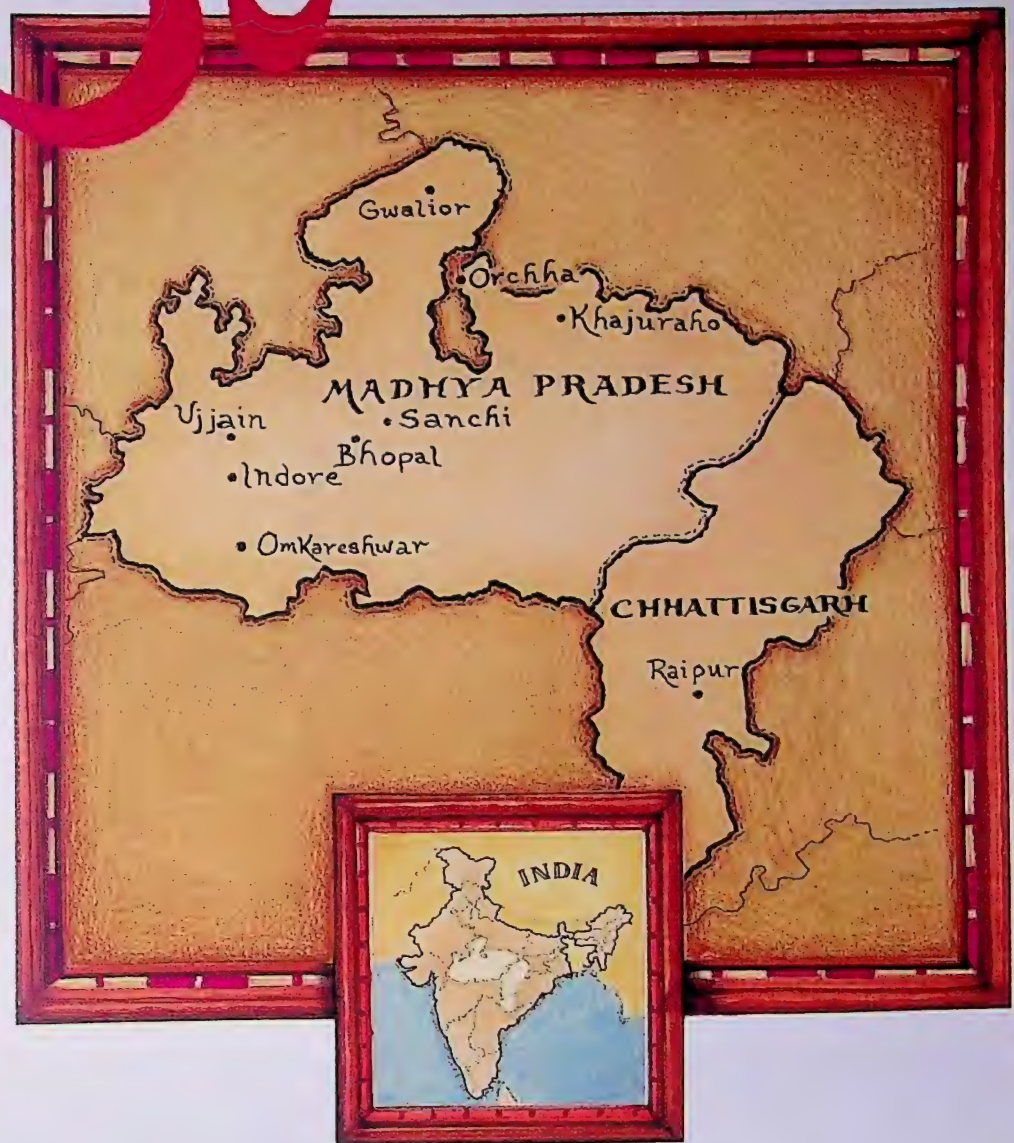 Gwalior
Orchha
Khajuraho
MADHYA PRADESH
Ujjain
Sanchi
Bhopal
Indore
Omkareshwar
CHHATTISGARH
Raipur
INDIA